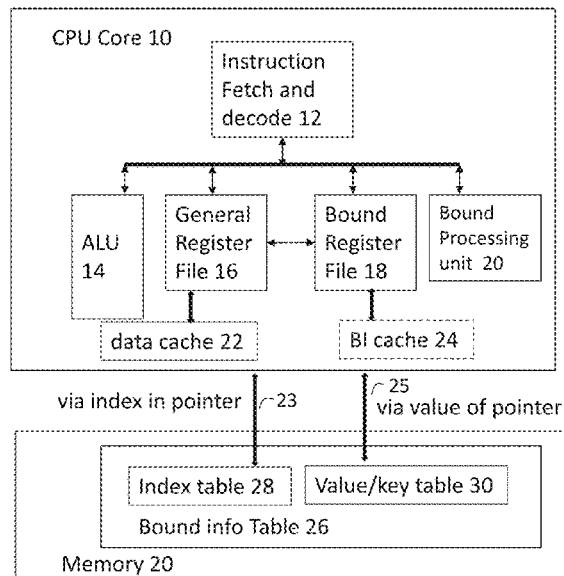 CPU Core 10
Instruction
Fetch and
decode 12
ALU
14
General
Register
File 16
Bound
Register
File 18
Bound
Processing
unit 20
data cache 22
BI cache 24
via index in pointer
23
25
via value of pointer
Index table 28
Value/key table 30
Bound info Table 26
Memory 20